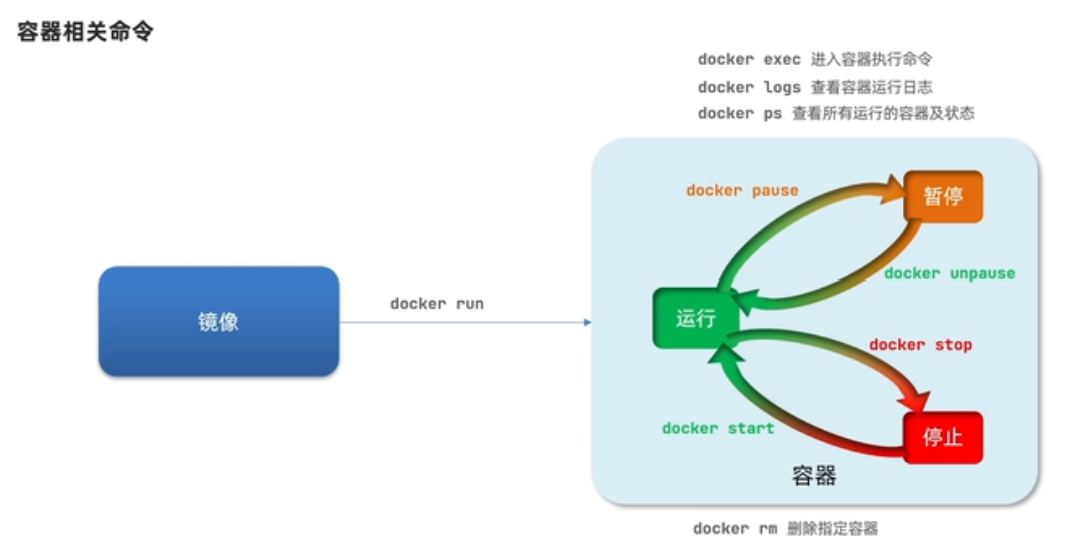 容器相关命令
docker exec 进入容器执行命令
docker logs 查看容器运行日志
docker ps 查看所有运行的容器及状态
docker pause
暂停
docker unpause
镜像
docker run
运行
docker stop
docker start
停止
容器
docker rm 删除指定容器